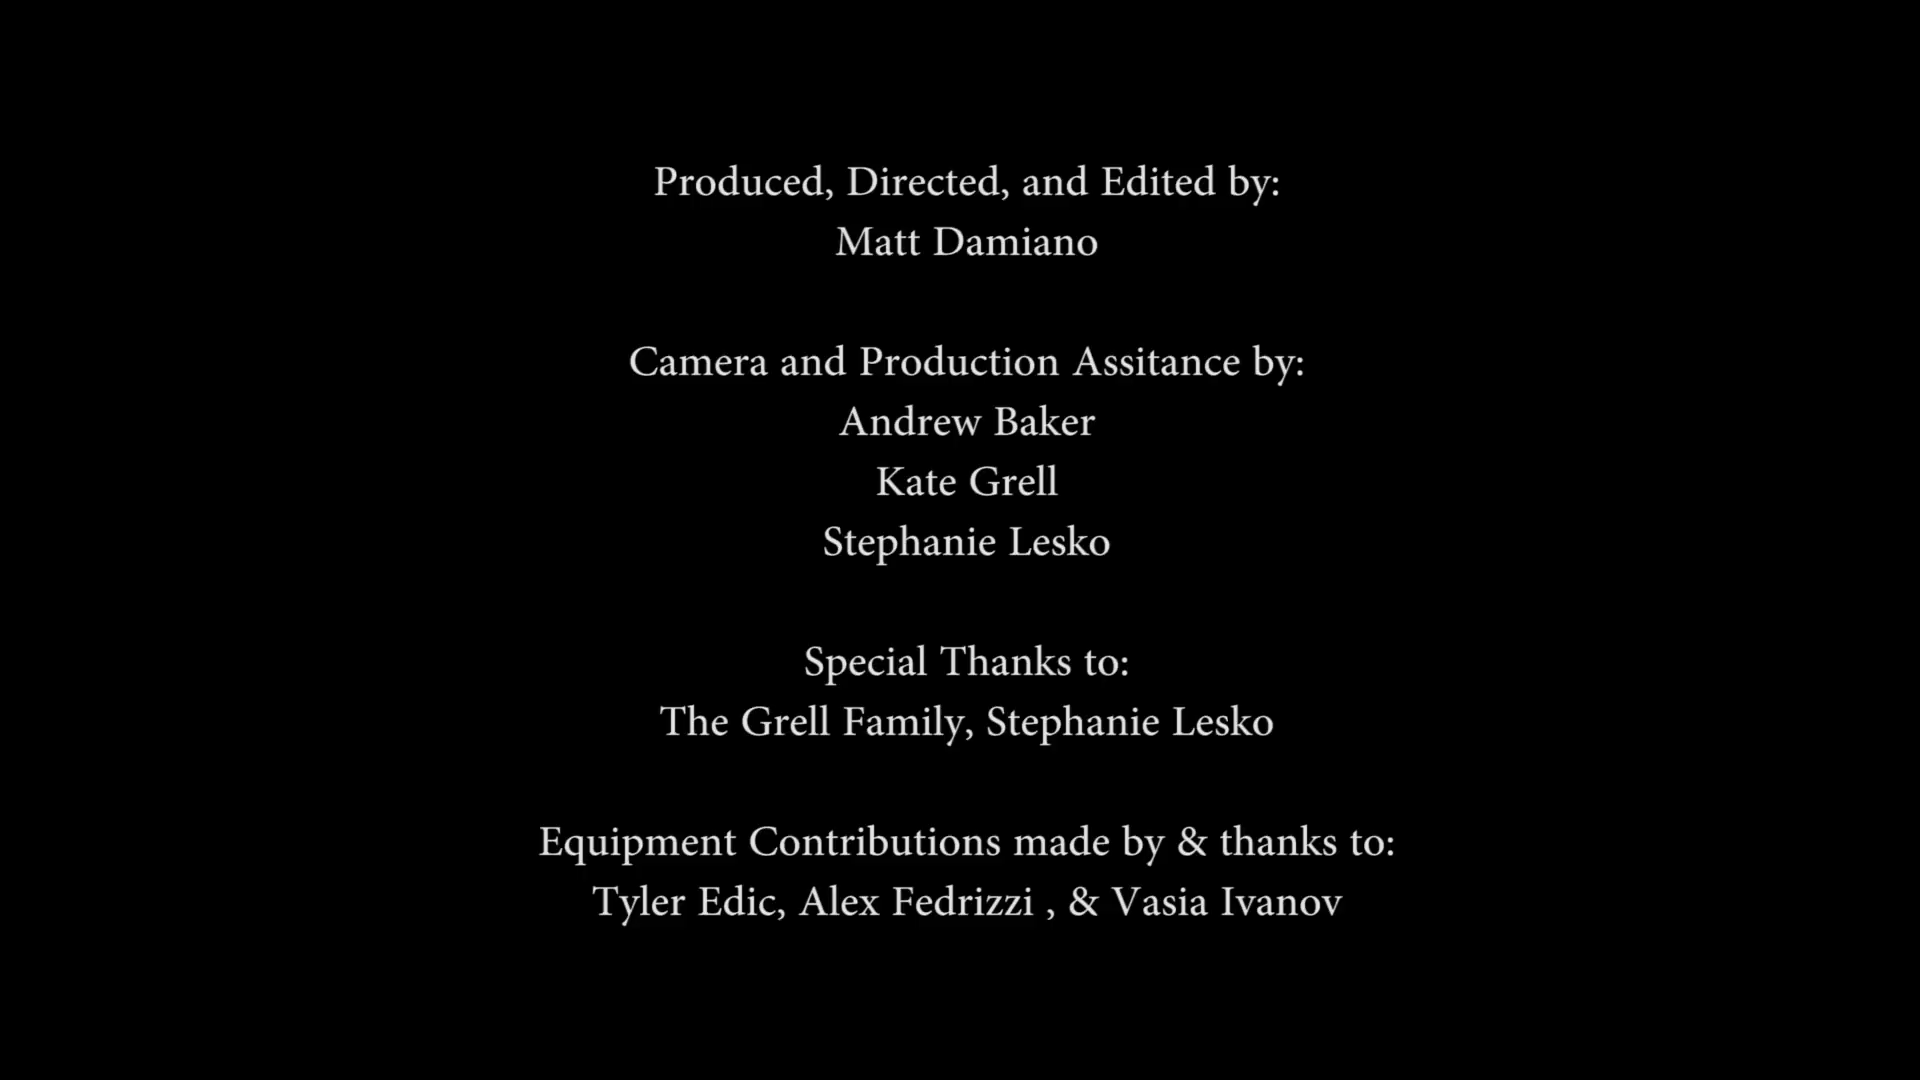 Produced, Directed, and Edited by:
Matt Damiano
Camera and Production Assitance by:
Andrew Baker
Kate Grell
Stephanie Lesko
Special Thanks to:
The Grell Family, Stephanie Lesko
Equipment Contributions made by & thanks to:
Tyler Edic, Alex Fedrizzi , & Vasia Ivanov